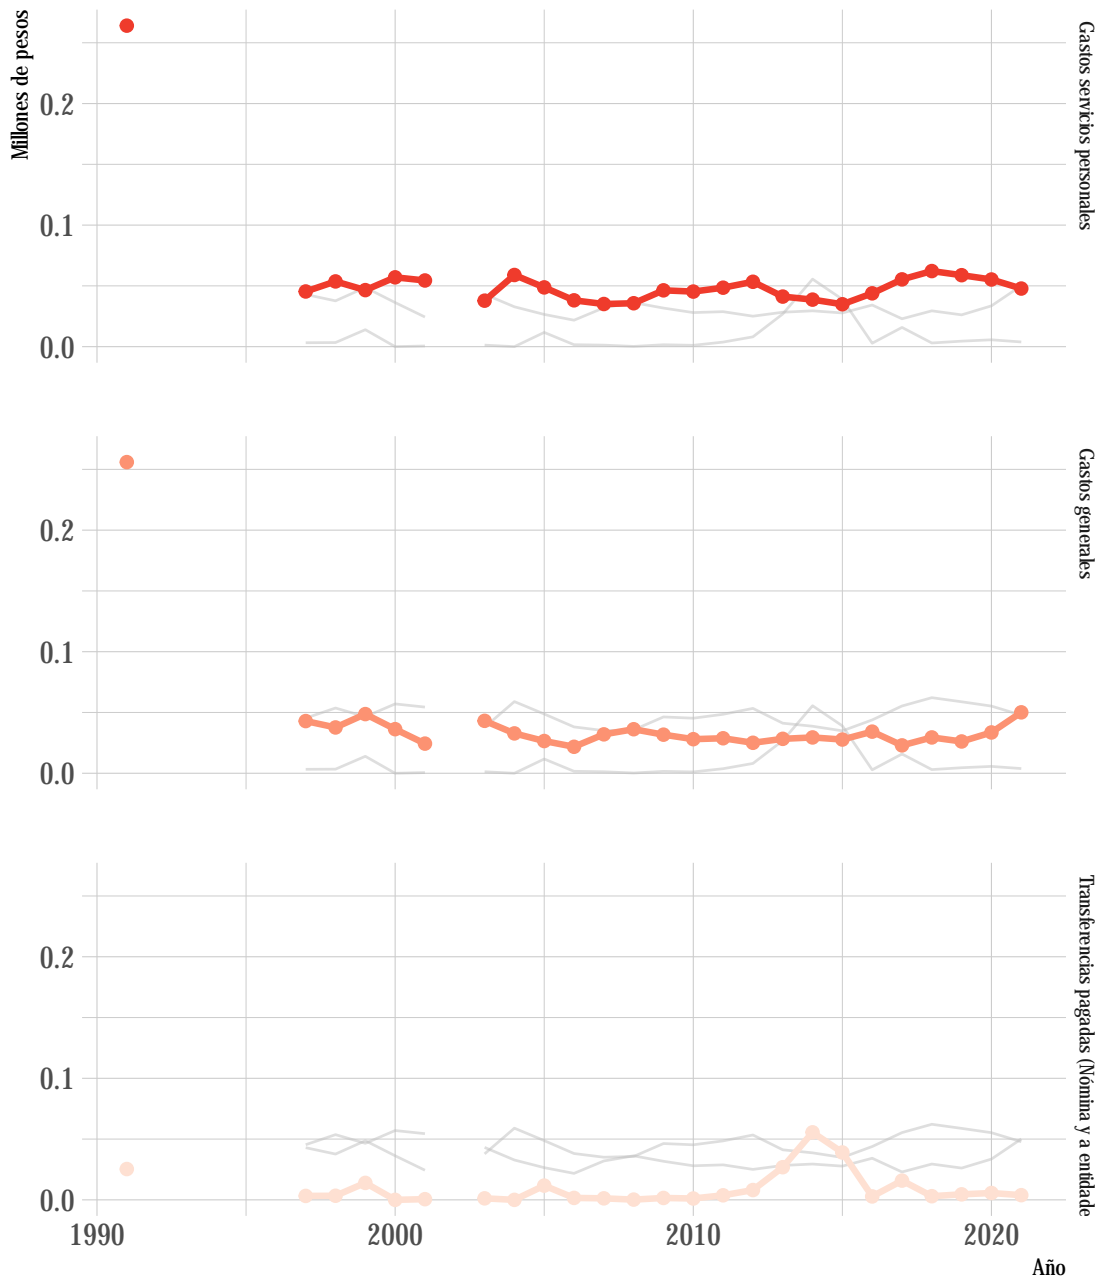 Millones de pesos
0.2
0.1
0.0
Gastos servicios personales
0.2
0.1
0.0
Gastos generales
0.2
0.1
0.0
Transferencias pagadas (Nómina y a entidade
1990 2000 2010 2020
Año